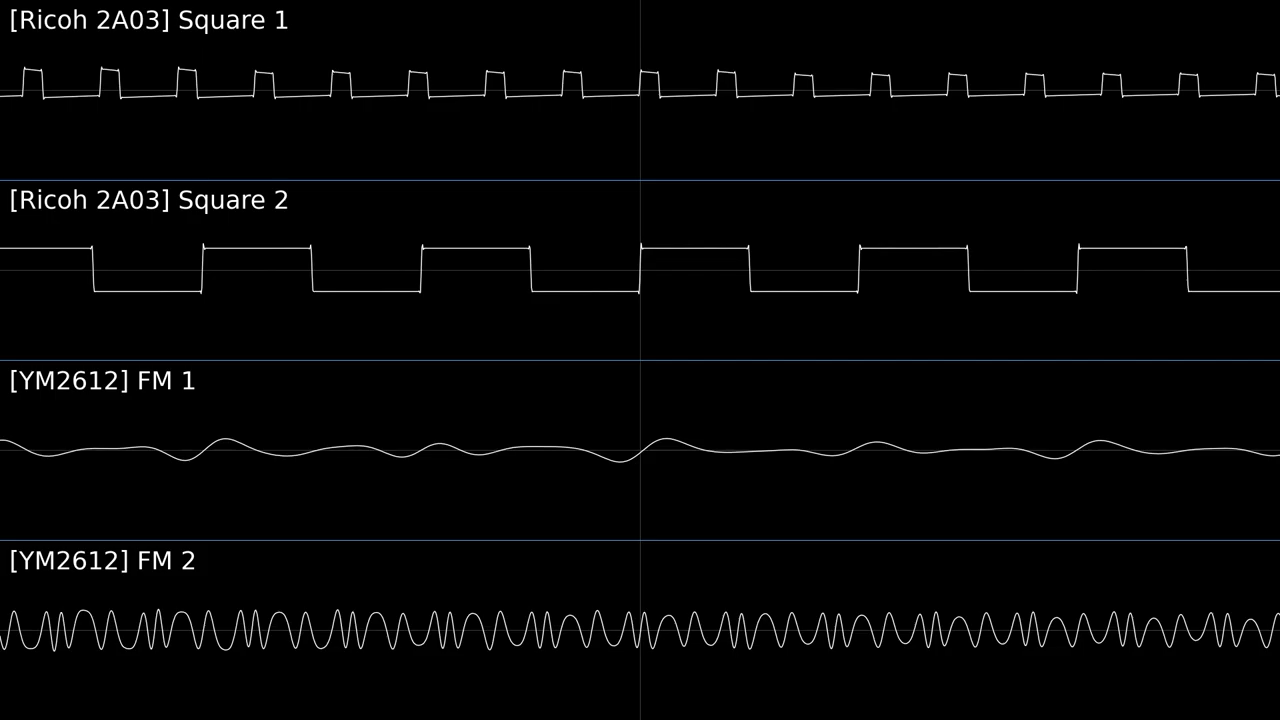 [Ricoh 2A03] Square 1
[Ricoh 2A03] Square 2
[YM2612] FM 1
[YM2612] FM 2